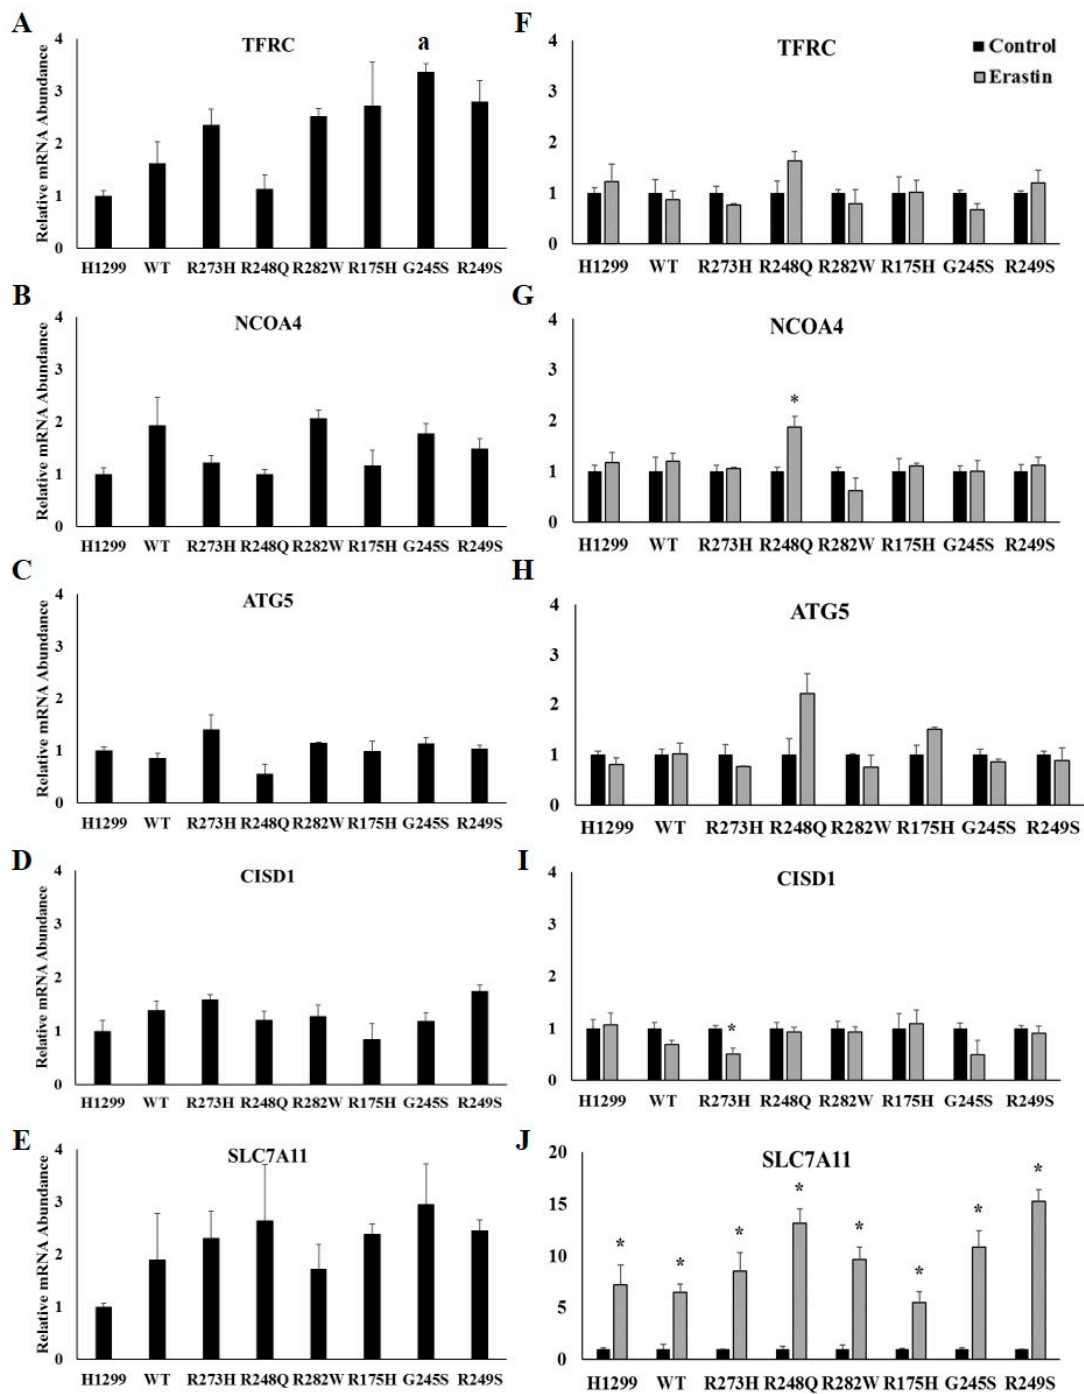 A
TFRC
a
Relative mRNA Abundance
4
3
2
1
0
H1299 WT R273H R248Q R282W R175H G245S R249S
F
TFRC
Control
Erastin
4
3
2
1
0
H1299 WT R273H R248Q R282W R175H G245S R249S
B
NCOA4
Relative mRNA Abundance
4
3
2
1
0
H1299 WT R273H R248Q R282W R175H G245S R249S
G
NCOA4
*
4
3
2
1
0
H1299 WT R273H R248Q R282W R175H G245S R249S
C
ATG5
Relative mRNA Abundance
4
3
2
1
0
H1299 WT R273H R248Q R282W R175H G245S R249S
H
ATG5
4
3
2
1
0
H1299 WT R273H R248Q R282W R175H G245S R249S
D
CISD1
Relative mRNA Abundance
4
3
2
1
0
H1299 WT R273H R248Q R282W R175H G245S R249S
I
CISD1
*
4
3
2
1
0
H1299 WT R273H R248Q R282W R175H G245S R249S
E
SLC7A11
Relative mRNA Abundance
4
3
2
1
0
H1299 WT R273H R248Q R282W R175H G245S R249S
J
SLC7A11
* * * * * * * *
20
15
10
5
0
H1299 WT R273H R248Q R282W R175H G245S R249S